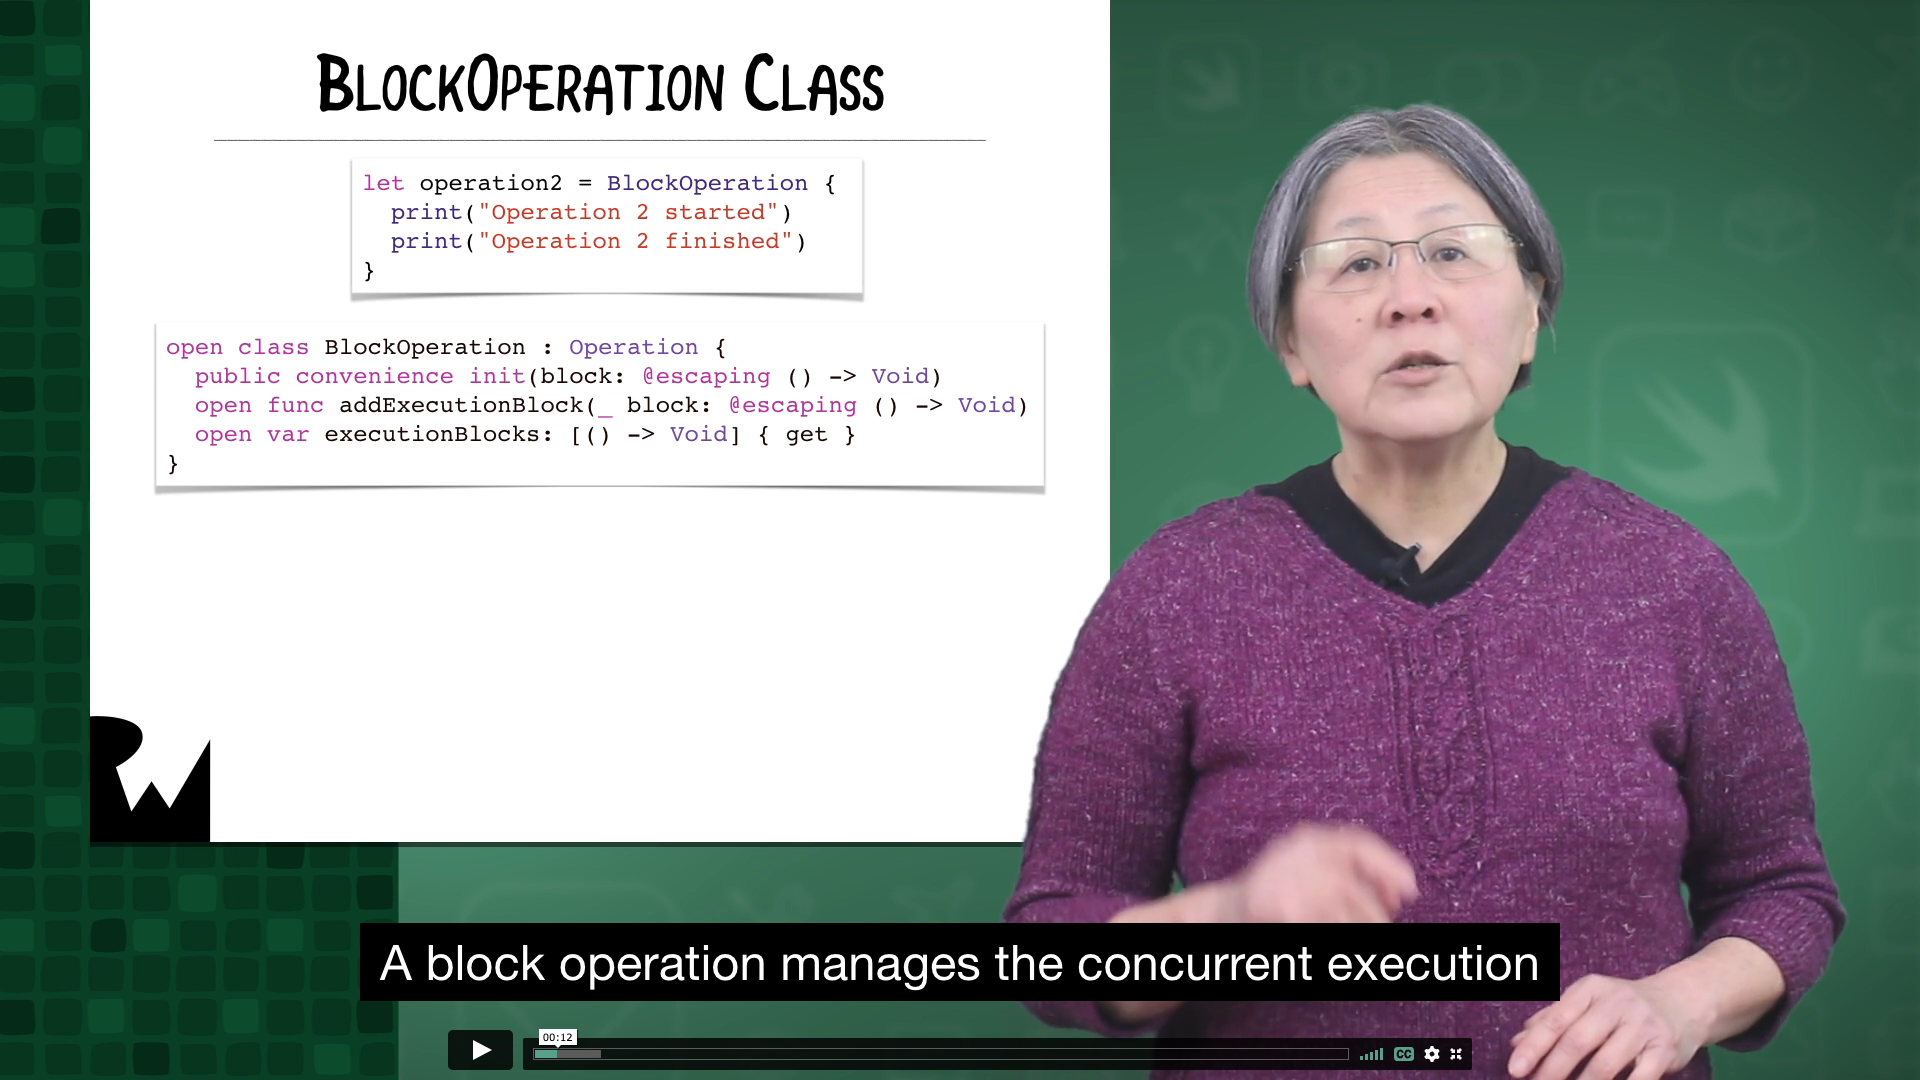 BLOCKOPERATION CLASS
let operation2 = BlockOperation {
  print("Operation 2 started")
  print("Operation 2 finished")
}
open class BlockOperation : Operation {
  public convenience init(block: @escaping () -> Void)
  open func addExecutionBlock(_ block: @escaping () -> Void)
  open var executionBlocks: [() -> Void] { get }
}
RW
A block operation manages the concurrent execution
00:12
CC